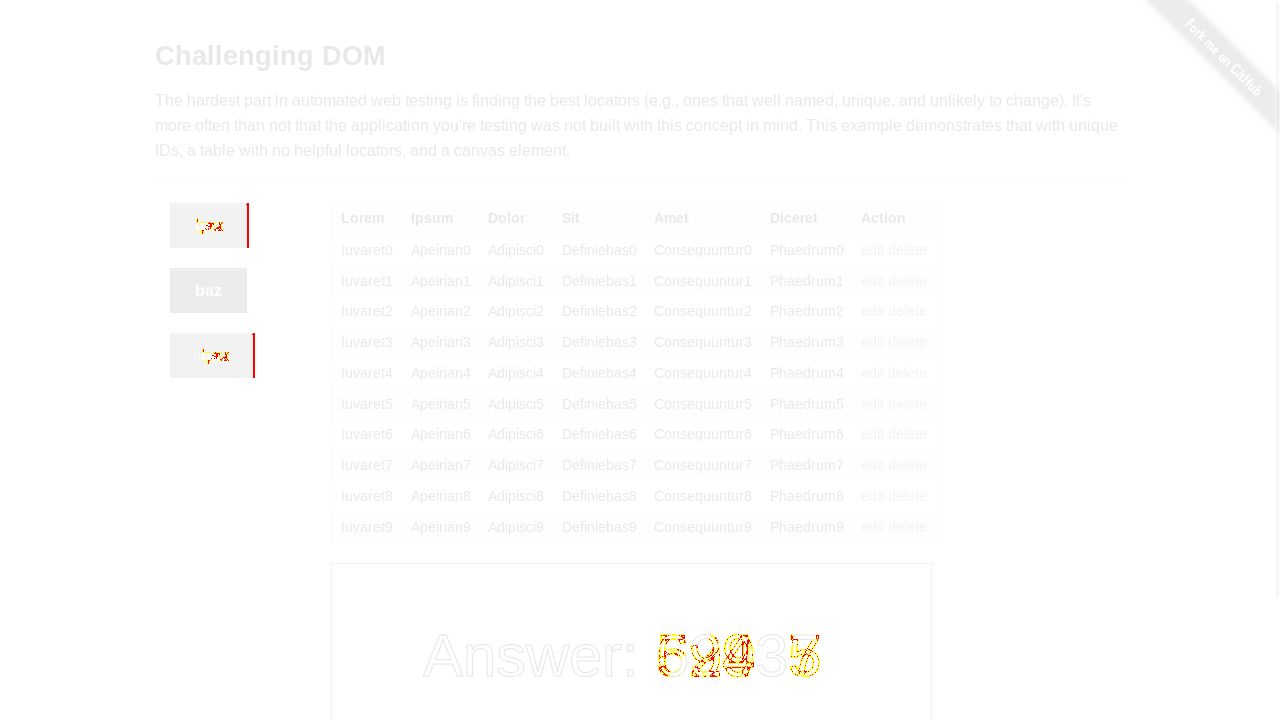 Fork me on GitHub
Challenging DOM
The hardest part in automated web testing is finding the best locators (e.g., ones that well named, unique, and unlikely to change). It's
more often than not that the application you're testing was not built with this concept in mind. This example demonstrates that with unique
IDs, a table with no helpful locators, and a canvas element.
baz
Lorem Ipsum Dolor Sit Amet Diceret Action
Iuvaret0 Apeirian0 Adipisci0 Definiebas0 Consequuntur0 Phaedrum0 edit delete
Iuvaret1 Apeirian1 Adipisci1 Definiebas1 Consequuntur1 Phaedrum1 edit delete
Iuvaret2 Apeirian2 Adipisci2 Definiebas2 Consequuntur2 Phaedrum2 edit delete
Iuvaret3 Apeirian3 Adipisci3 Definiebas3 Consequuntur3 Phaedrum3 edit delete
Iuvaret4 Apeirian4 Adipisci4 Definiebas4 Consequuntur4 Phaedrum4 edit delete
Iuvaret5 Apeirian5 Adipisci5 Definiebas5 Consequuntur5 Phaedrum5 edit delete
Iuvaret6 Apeirian6 Adipisci6 Definiebas6 Consequuntur6 Phaedrum6 edit delete
Iuvaret7 Apeirian7 Adipisci7 Definiebas7 Consequuntur7 Phaedrum7 edit delete
Iuvaret8 Apeirian8 Adipisci8 Definiebas8 Consequuntur8 Phaedrum8 edit delete
Iuvaret9 Apeirian9 Adipisci9 Definiebas9 Consequuntur9 Phaedrum9 edit delete
Answer: